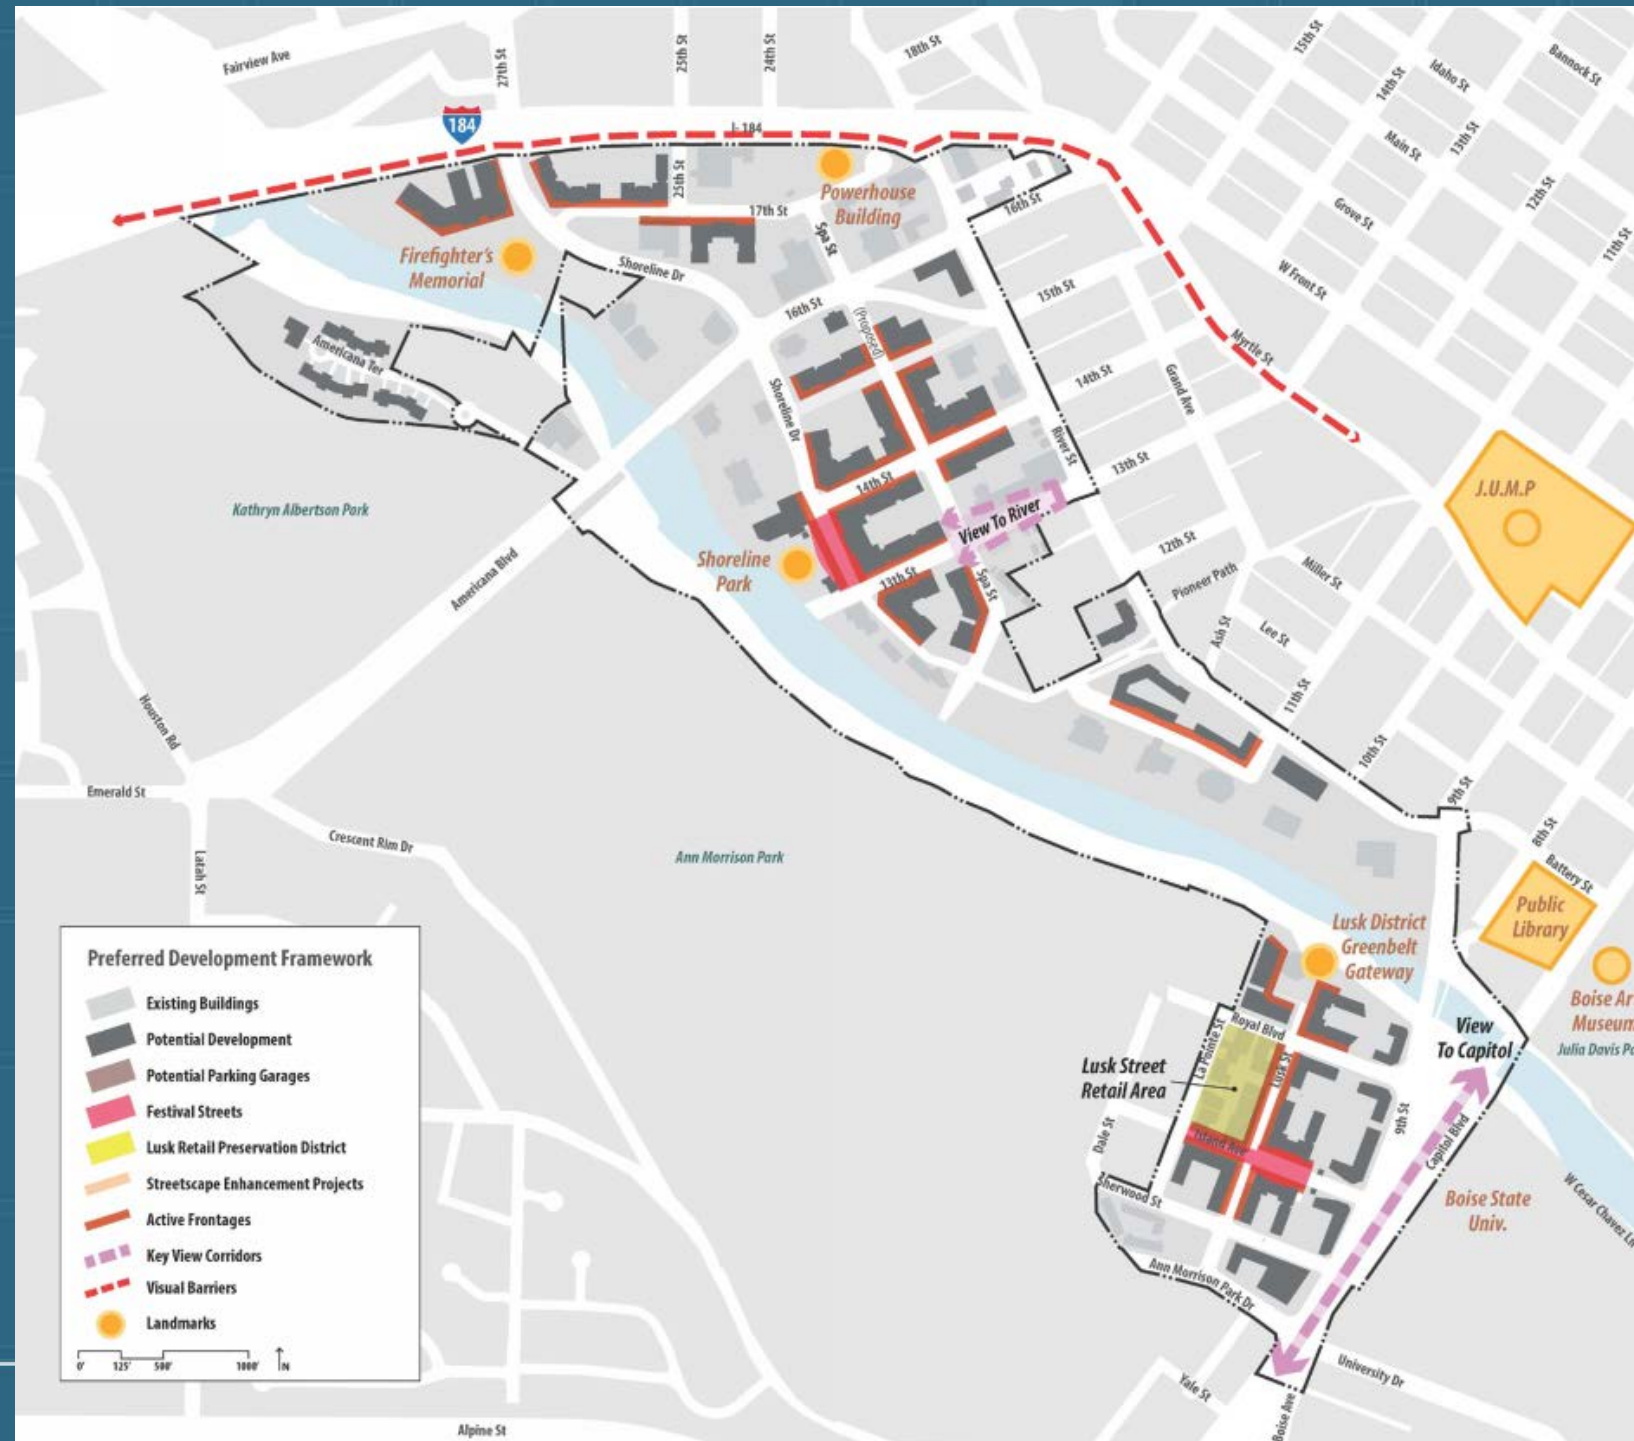 Fairview Ave
27th St
25th St
24th St
18th St
15th St
14th St
Idaho St
Bannock St
Main St
13th St
12th St
11th St
Grove St
W Front St
184
I-184
25th St
17th St
Powerhouse
Building
Spa St
16th St
Firefighter's
Memorial
Shoreline Dr
16th St
(Proposed)
15th St
Myrtle St
Americana Ter
Shoreline Dr
14th St
Grand Ave
River St
13th St
14th St
J.U.M.P
Kathryn Albertson Park
View To River
12th St
Americana Blvd
Shoreline
Park
13th St
Spa St
Pioneer Path
Miller St
Ash St
Lee St
11th St
10th St
9th St
8th St
Battery St
Houston Rd
Emerald St
Crescent Rim Dr
Latah St
Ann Morrison Park
Public
Library
Lusk District
Greenbelt
Gateway
Boise Ar
Museum
Julia Davis Pa
View
To Capitol
Royal Blvd
La Pointe St
Lusk St
Lusk Street
Retail Area
Island Ave
Dale St
9th St
Capitol Blvd
Sherwood St
Boise State
Univ.
W Cesar Chavez Ln
Ann Morrison Park Dr
University Dr
Yale St
Boise Ave
Alpine St
Preferred Development Framework
Existing Buildings
Potential Development
Potential Parking Garages
Festival Streets
Lusk Retail Preservation District
Streetscape Enhancement Projects
Active Frontages
Key View Corridors
Visual Barriers
Landmarks
0' 125' 500' 1000' N